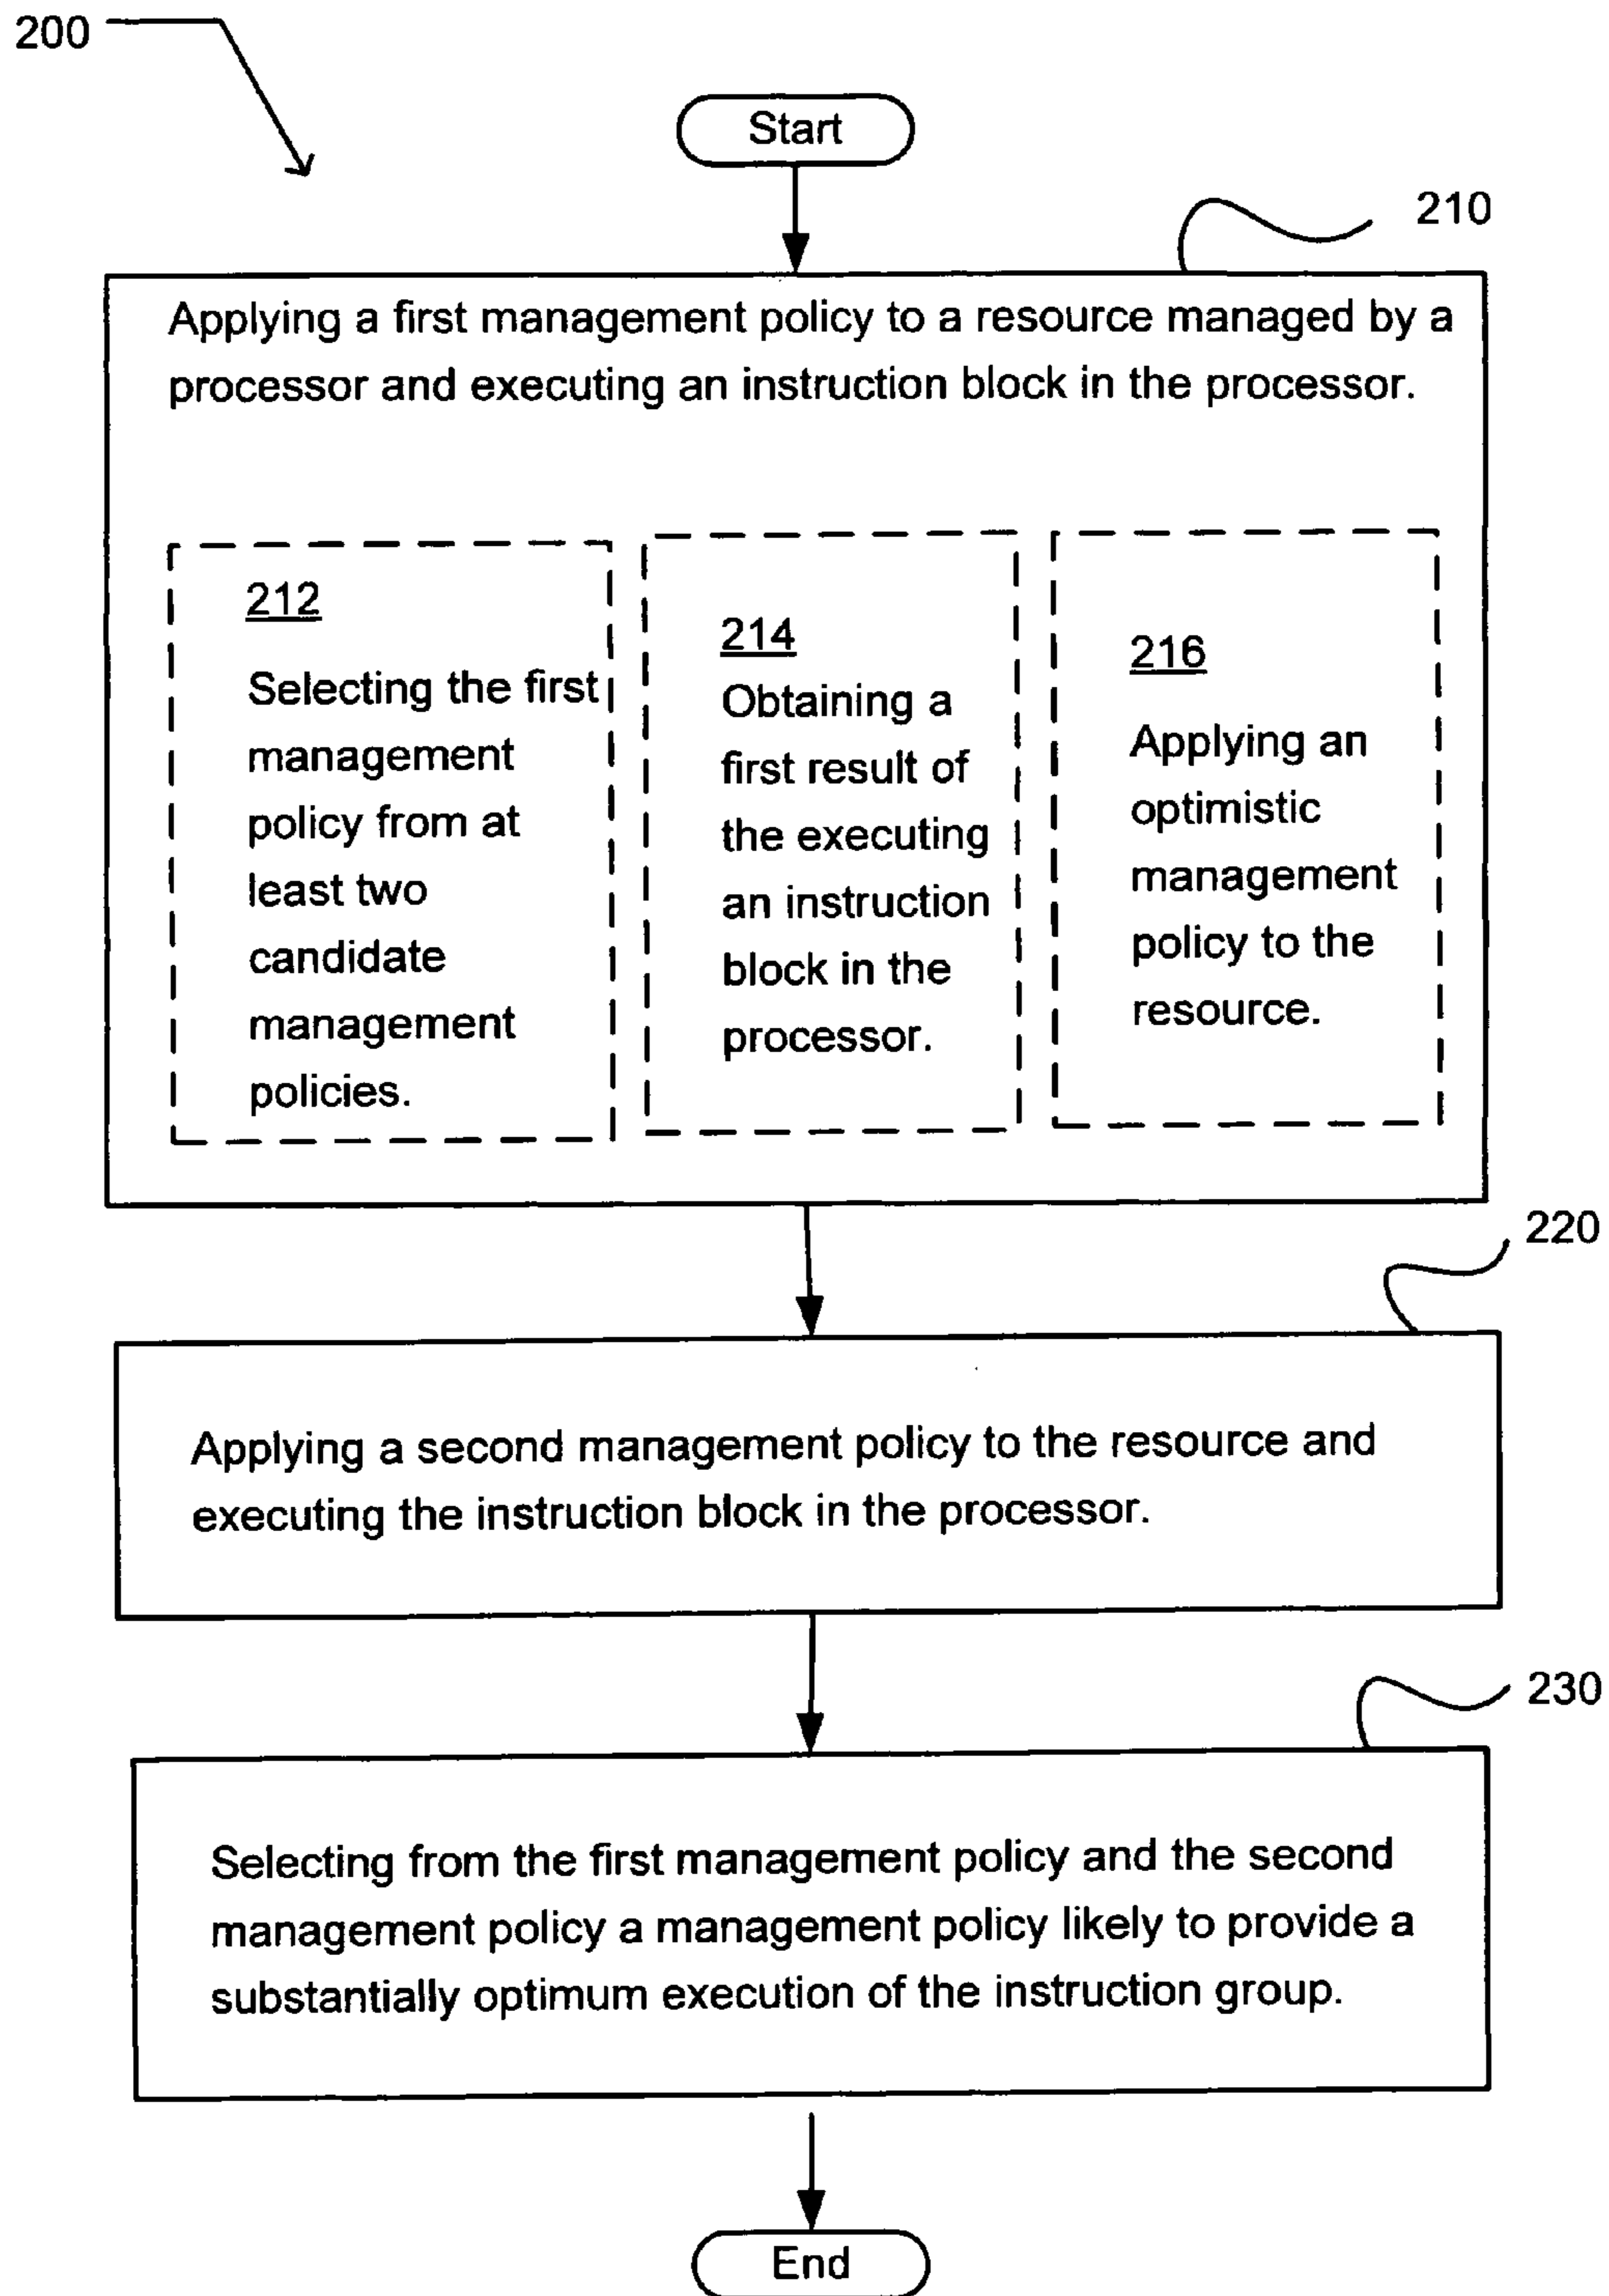 200
Start
210
Applying a first management policy to a resource managed by a
processor and executing an instruction block in the processor.
212
Selecting the first
management
policy from at
least two
candidate
management
policies.
214
Obtaining a
first result of
the executing
an instruction
block in the
processor.
216
Applying an
optimistic
management
policy to the
resource.
220
Applying a second management policy to the resource and
executing the instruction block in the processor.
230
Selecting from the first management policy and the second
management policy a management policy likely to provide a
substantially optimum execution of the instruction group.
End